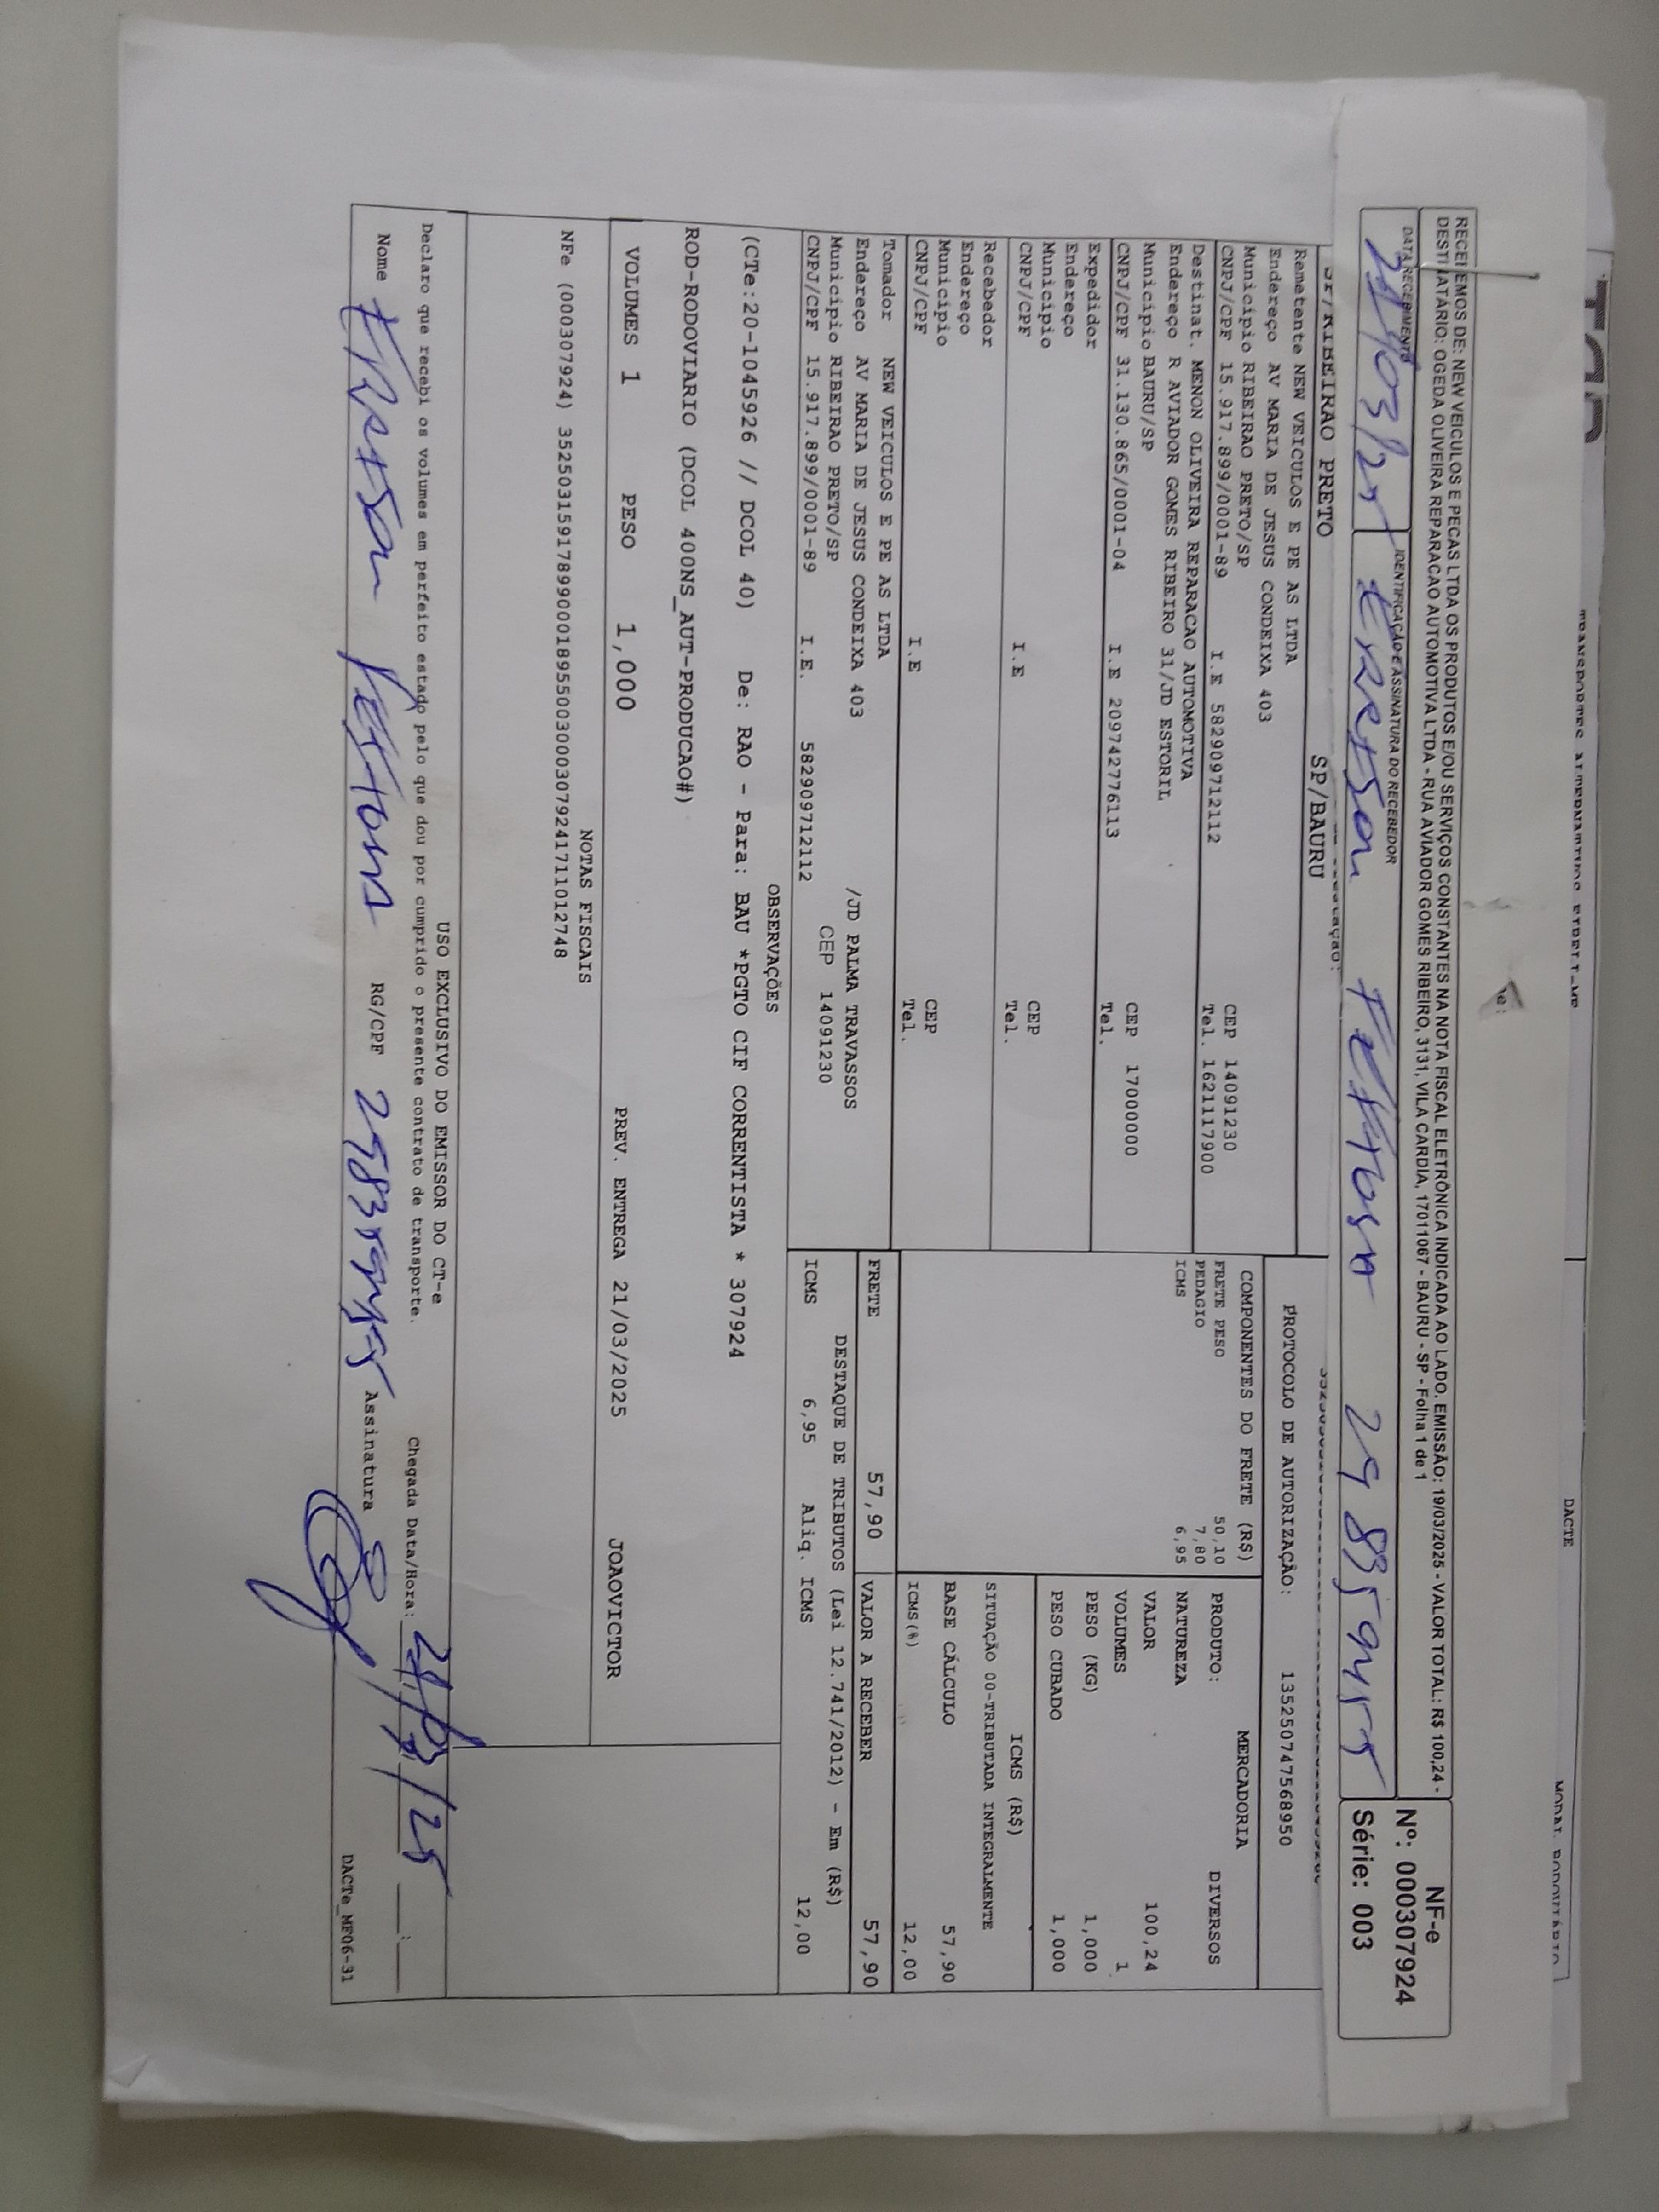 DACTE
RECEBEMOS DE: NEW VEICULOS E PECAS LTDA OS PRODUTOS E/OU SERVIÇOS CONSTANTES NA NOTA FISCAL ELETRÔNICA INDICADA AO LADO. EMISSÃO: 19/03/2025 - VALOR TOTAL: R$ 100,24 -
DESTINATÁRIO: OGEDA OLIVEIRA REPARACAO AUTOMOTIVA LTDA - RUA AVIADOR GOMES RIBEIRO, 3131, VILA CARDIA, 17011067 - BAURU - SP - Folha 1 de 1
NF-e
Nº: 000307924
Série: 003
DATA RECEBIMENTO
IDENTIFICAÇÃO E ASSINATURA DO RECEBEDOR
SP/RIBEIRAO PRETO SP/BAURU
PROTOCOLO DE AUTORIZAÇÃO: 135250747568950
Remetente NEW VEICULOS E PE AS LTDA
Endereço AV MARIA DE JESUS CONDEIXA 403
Município RIBEIRAO PRETO/SP CEP 14091230
CNPJ/CPF 15.917.899/0001-89 I.E 582909712112 Tel. 1621117900
Destinat. MENON OLIVEIRA REPARACAO AUTOMOTIVA
Endereço R AVIADOR GOMES RIBEIRO 31/JD ESTORIL
Município BAURU/SP CEP 17000000
CNPJ/CPF 31.130.865/0001-04 I.E 209742776113 Tel.
Expedidor
Endereço
Município CEP
CNPJ/CPF I.E Tel.
Recebedor
Endereço
Município CEP
CNPJ/CPF I.E Tel.
Tomador NEW VEICULOS E PE AS LTDA
Endereço AV MARIA DE JESUS CONDEIXA 403 /JD PALMA TRAVASSOS
Município RIBEIRAO PRETO/SP CEP 14091230
CNPJ/CPF 15.917.899/0001-89 I.E. 582909712112
COMPONENTES DO FRETE (R$)
FRETE PESO 50,10
PEDAGIO 7,80
ICMS 6,95
MERCADORIA
PRODUTO: DIVERSOS
NATUREZA
VALOR 100,24
VOLUMES 1
PESO (KG) 1,000
PESO CUBADO 1,000
ICMS (R$)
SITUAÇÃO 00-TRIBUTADA INTEGRALMENTE
BASE CÁLCULO 57,90
ICMS(%) 12,00
FRETE 57,90 VALOR A RECEBER 57,90
DESTAQUE DE TRIBUTOS (Lei 12.741/2012) - Em (R$)
ICMS 6,95 Aliq. ICMS 12,00
OBSERVAÇÕES
(CTe:20-1045926 // DCOL 40) De: RAO - Para: BAU *PGTO CIF CORRENTISTA * 307924
ROD-RODOVIARIO (DCOL 400NS_AUT-PRODUCAO#)
VOLUMES 1 PESO 1,000 PREV. ENTREGA 21/03/2025 JOAOVICTOR
NOTAS FISCAIS
NFe (000307924) 35250315917899000189550030003079241711012748
USO EXCLUSIVO DO EMISSOR DO CT-e
Declaro que recebi os volumes em perfeito estado pelo que dou por cumprido o presente contrato de transporte.
Chegada Data/Hora: 21/03/25 __:__
Nome RG/CPF Assinatura
DACTe_MF06-31